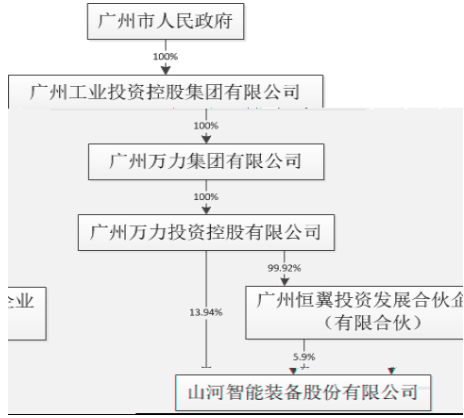 广州市人民政府
100%
广州工业投资控股集团有限公司
100%
广州万力集团有限公司
100%
广州万力投资控股有限公司
99.92%
企业
13.94%
广州恒翼投资发展合伙企
（有限合伙）
5.9%
山河智能装备股份有限公司